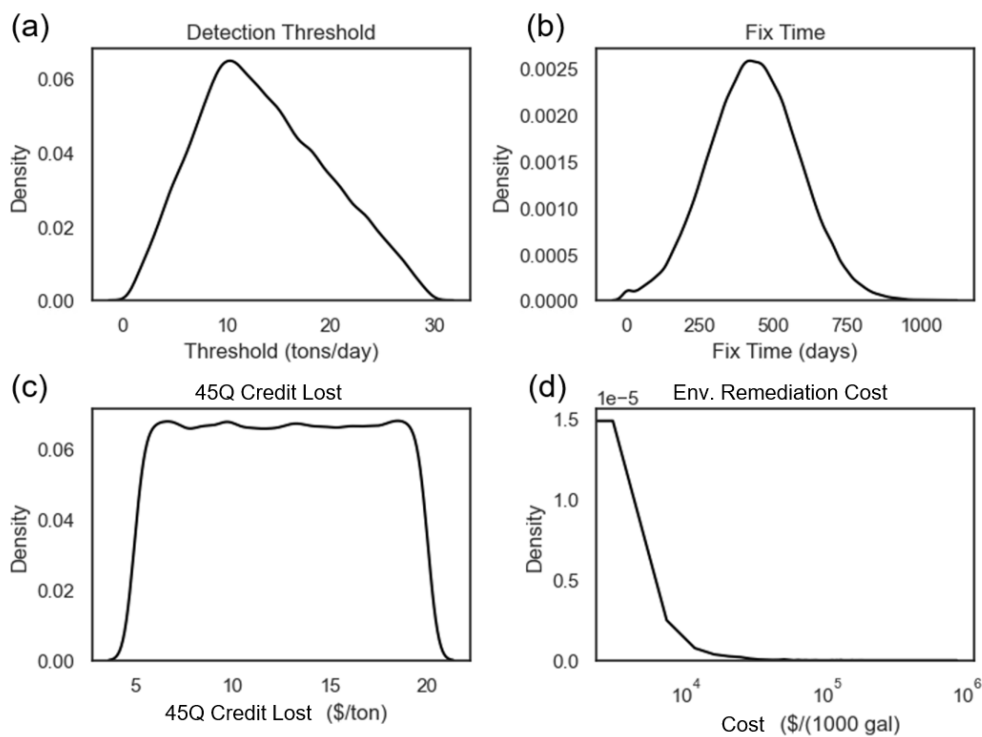 (a)
Detection Threshold
Density
0.06
0.04
0.02
0.00
0 10 20 30
Threshold (tons/day)
(b)
Fix Time
Density
0.0025
0.0020
0.0015
0.0010
0.0005
0.0000
0 250 500 750 1000
Fix Time (days)
(c)
45Q Credit Lost
Density
0.06
0.04
0.02
0.00
5 10 15 20
45Q Credit Lost ($/ton)
(d)
Env. Remediation Cost
1e−5
Density
1.5
1.0
0.5
0.0
10⁴ 10⁵ 10⁶
Cost ($/(1000 gal)